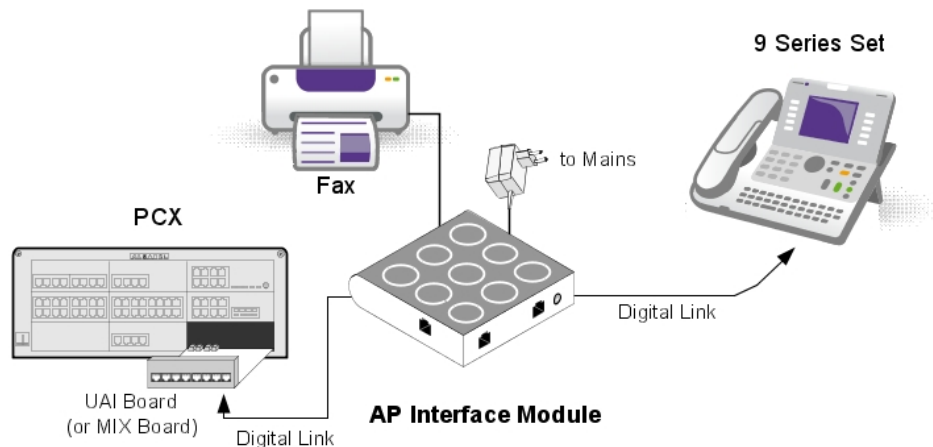 9 Series Set
to Mains
Fax
PCX
ALCATEL
Digital Link
UAI Board
(or MIX Board)
AP Interface Module
Digital Link